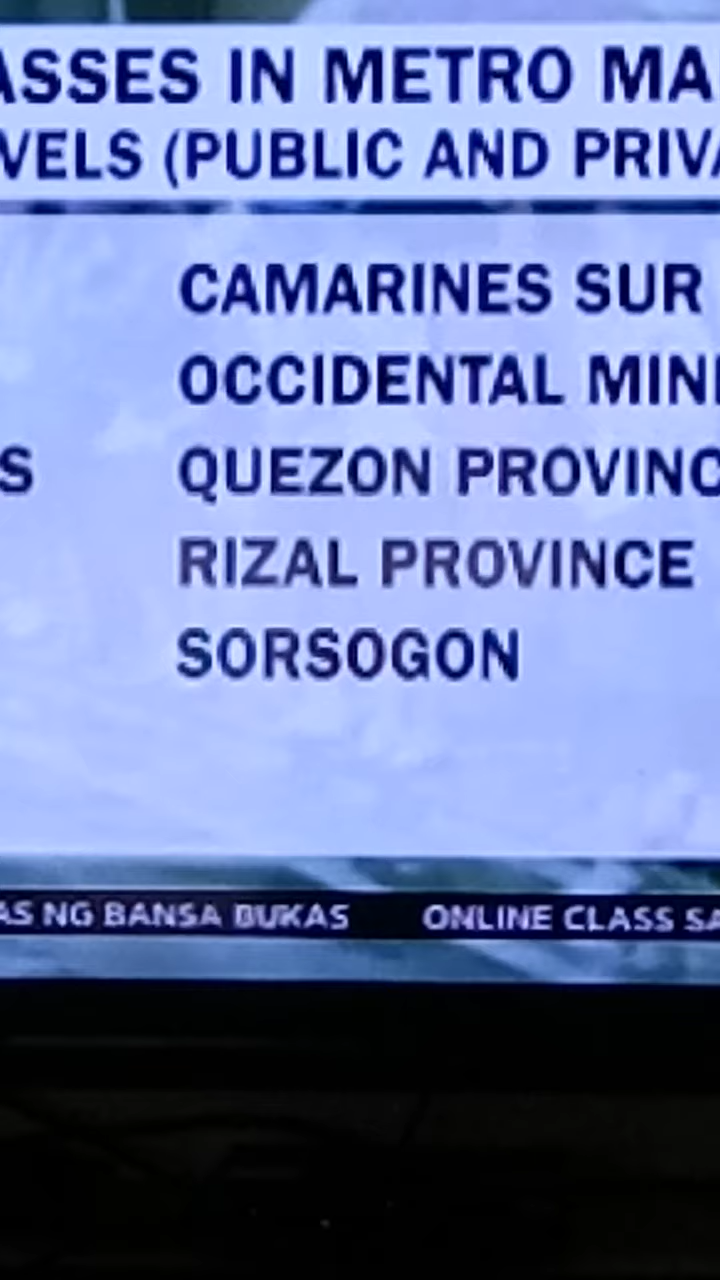 ASSES IN METRO MA
VELS (PUBLIC AND PRIVA
CAMARINES SUR
OCCIDENTAL MIN
S QUEZON PROVINC
RIZAL PROVINCE
SORSOGON
AS NG BANSA BUKAS ONLINE CLASS SA